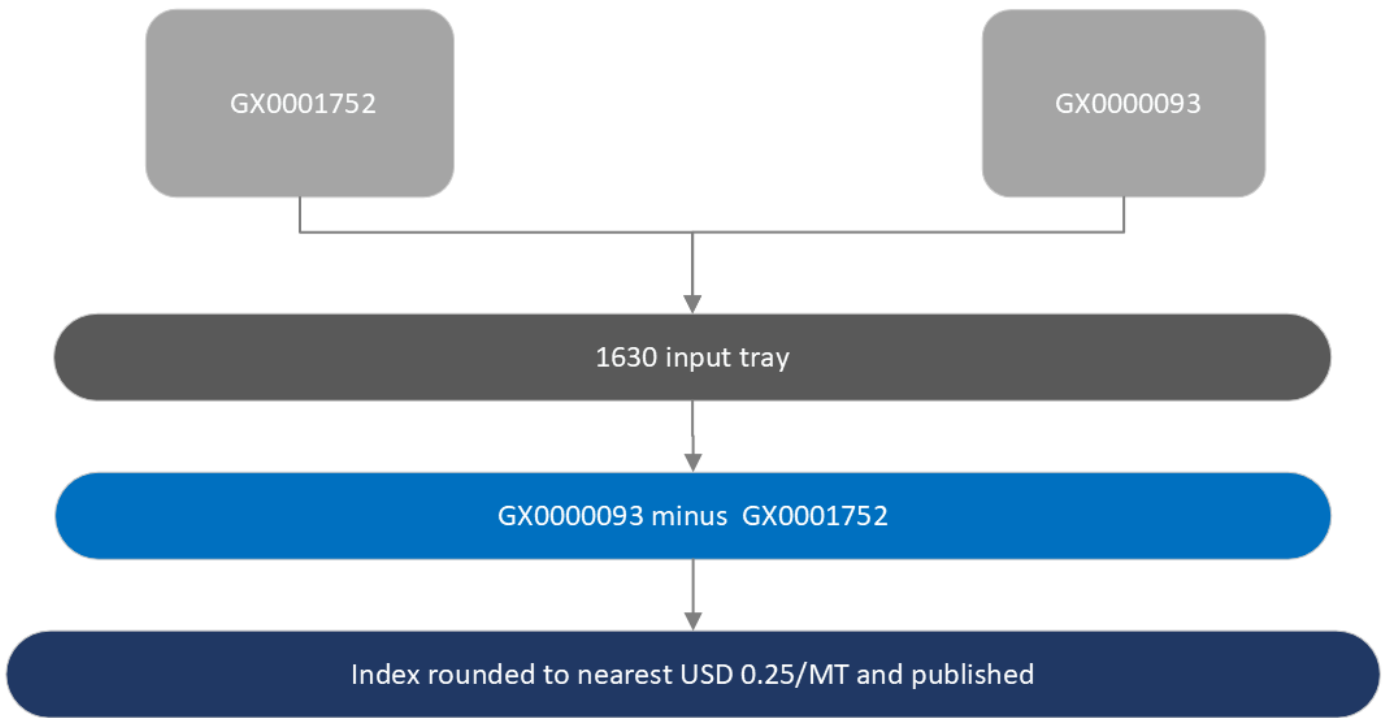 GX0001752
GX0000093
1630 input tray
GX0000093 minus  GX0001752
Index rounded to nearest USD 0.25/MT and published